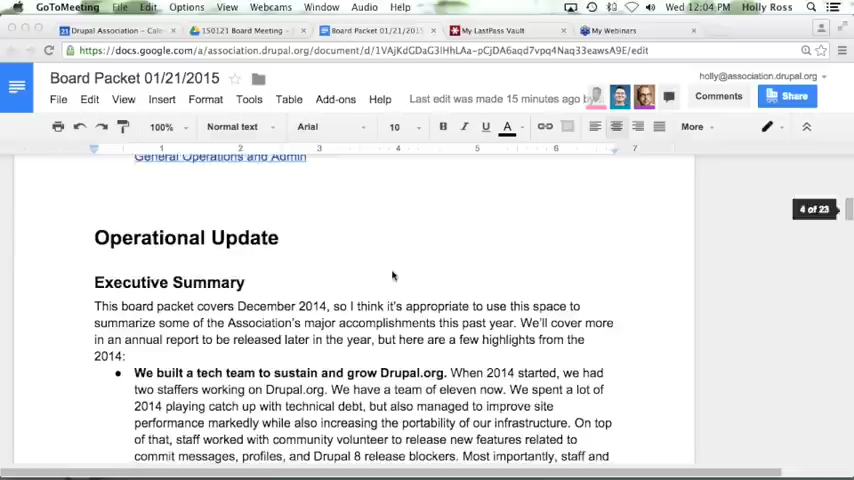 GoToMeeting File Edit Options View Webcams Window Audio Help Wed 12:04 PM Holly Ross
Drupal Association – Cale 150121 Board Meeting - Board Packet 01/21/2015 My LastPass Vault My Webinars
https://docs.google.com/a/association.drupal.org/document/d/1VAjKdGDaG3lHhLAa-pCjDA6aqd7vpq4Naq33eawsA9E/edit
Board Packet 01/21/2015 holly@association.drupal.org
File Edit View Insert Format Tools Table Add-ons Help Last edit was made 15 minutes ago b Comments Share
100% Normal text Arial 10 B I U A More
1 2 3 4 5 6 7
General Operations and Admin
4 of 23
Operational Update
Executive Summary
This board packet covers December 2014, so I think it's appropriate to use this space to
summarize some of the Association's major accomplishments this past year. We'll cover more
in an annual report to be released later in the year, but here are a few highlights from the
2014:
● We built a tech team to sustain and grow Drupal.org. When 2014 started, we had
two staffers working on Drupal.org. We have a team of eleven now. We spent a lot of
2014 playing catch up with technical debt, but also managed to improve site
performance markedly while also increasing the portability of our infrastructure. On top
of that, staff worked with community volunteer to release new features related to
commit messages, profiles, and Drupal 8 release blockers. Most importantly, staff and